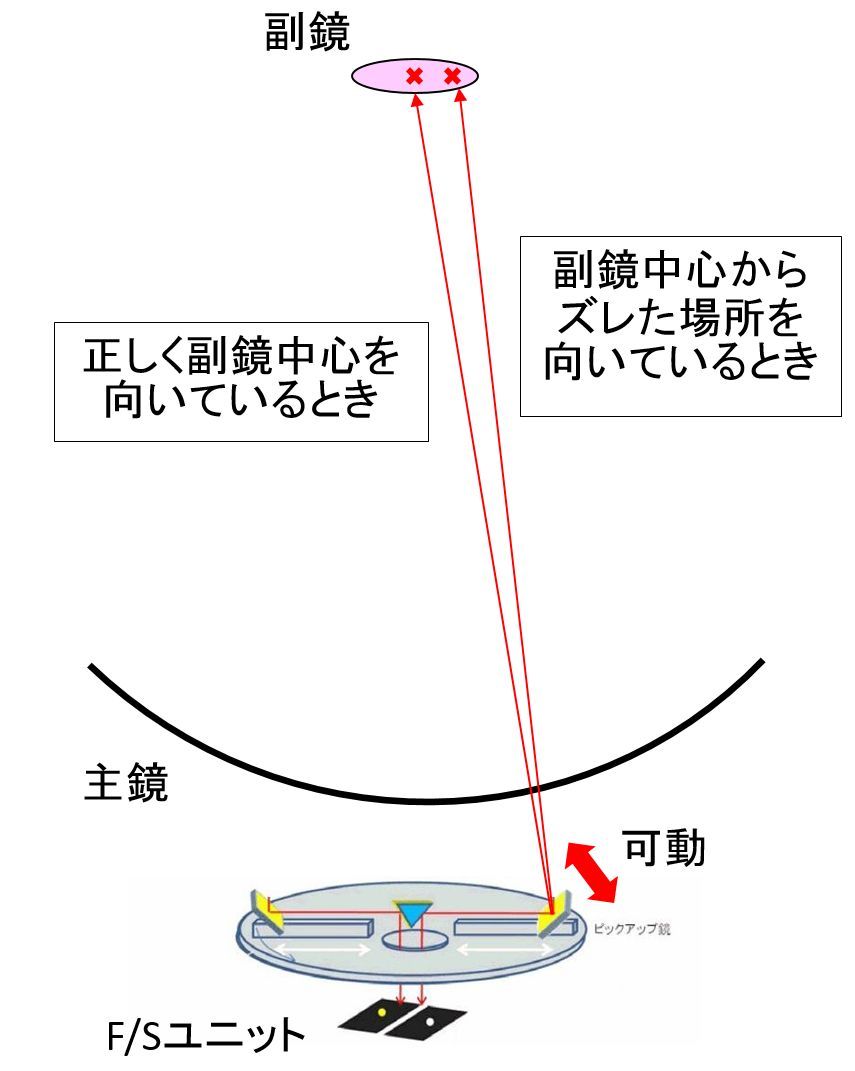 副鏡
副鏡中心から
ズレた場所を
向いているとき
正しく副鏡中心を
向いているとき
主鏡
可動
ピックアップ鏡
F/Sユニット